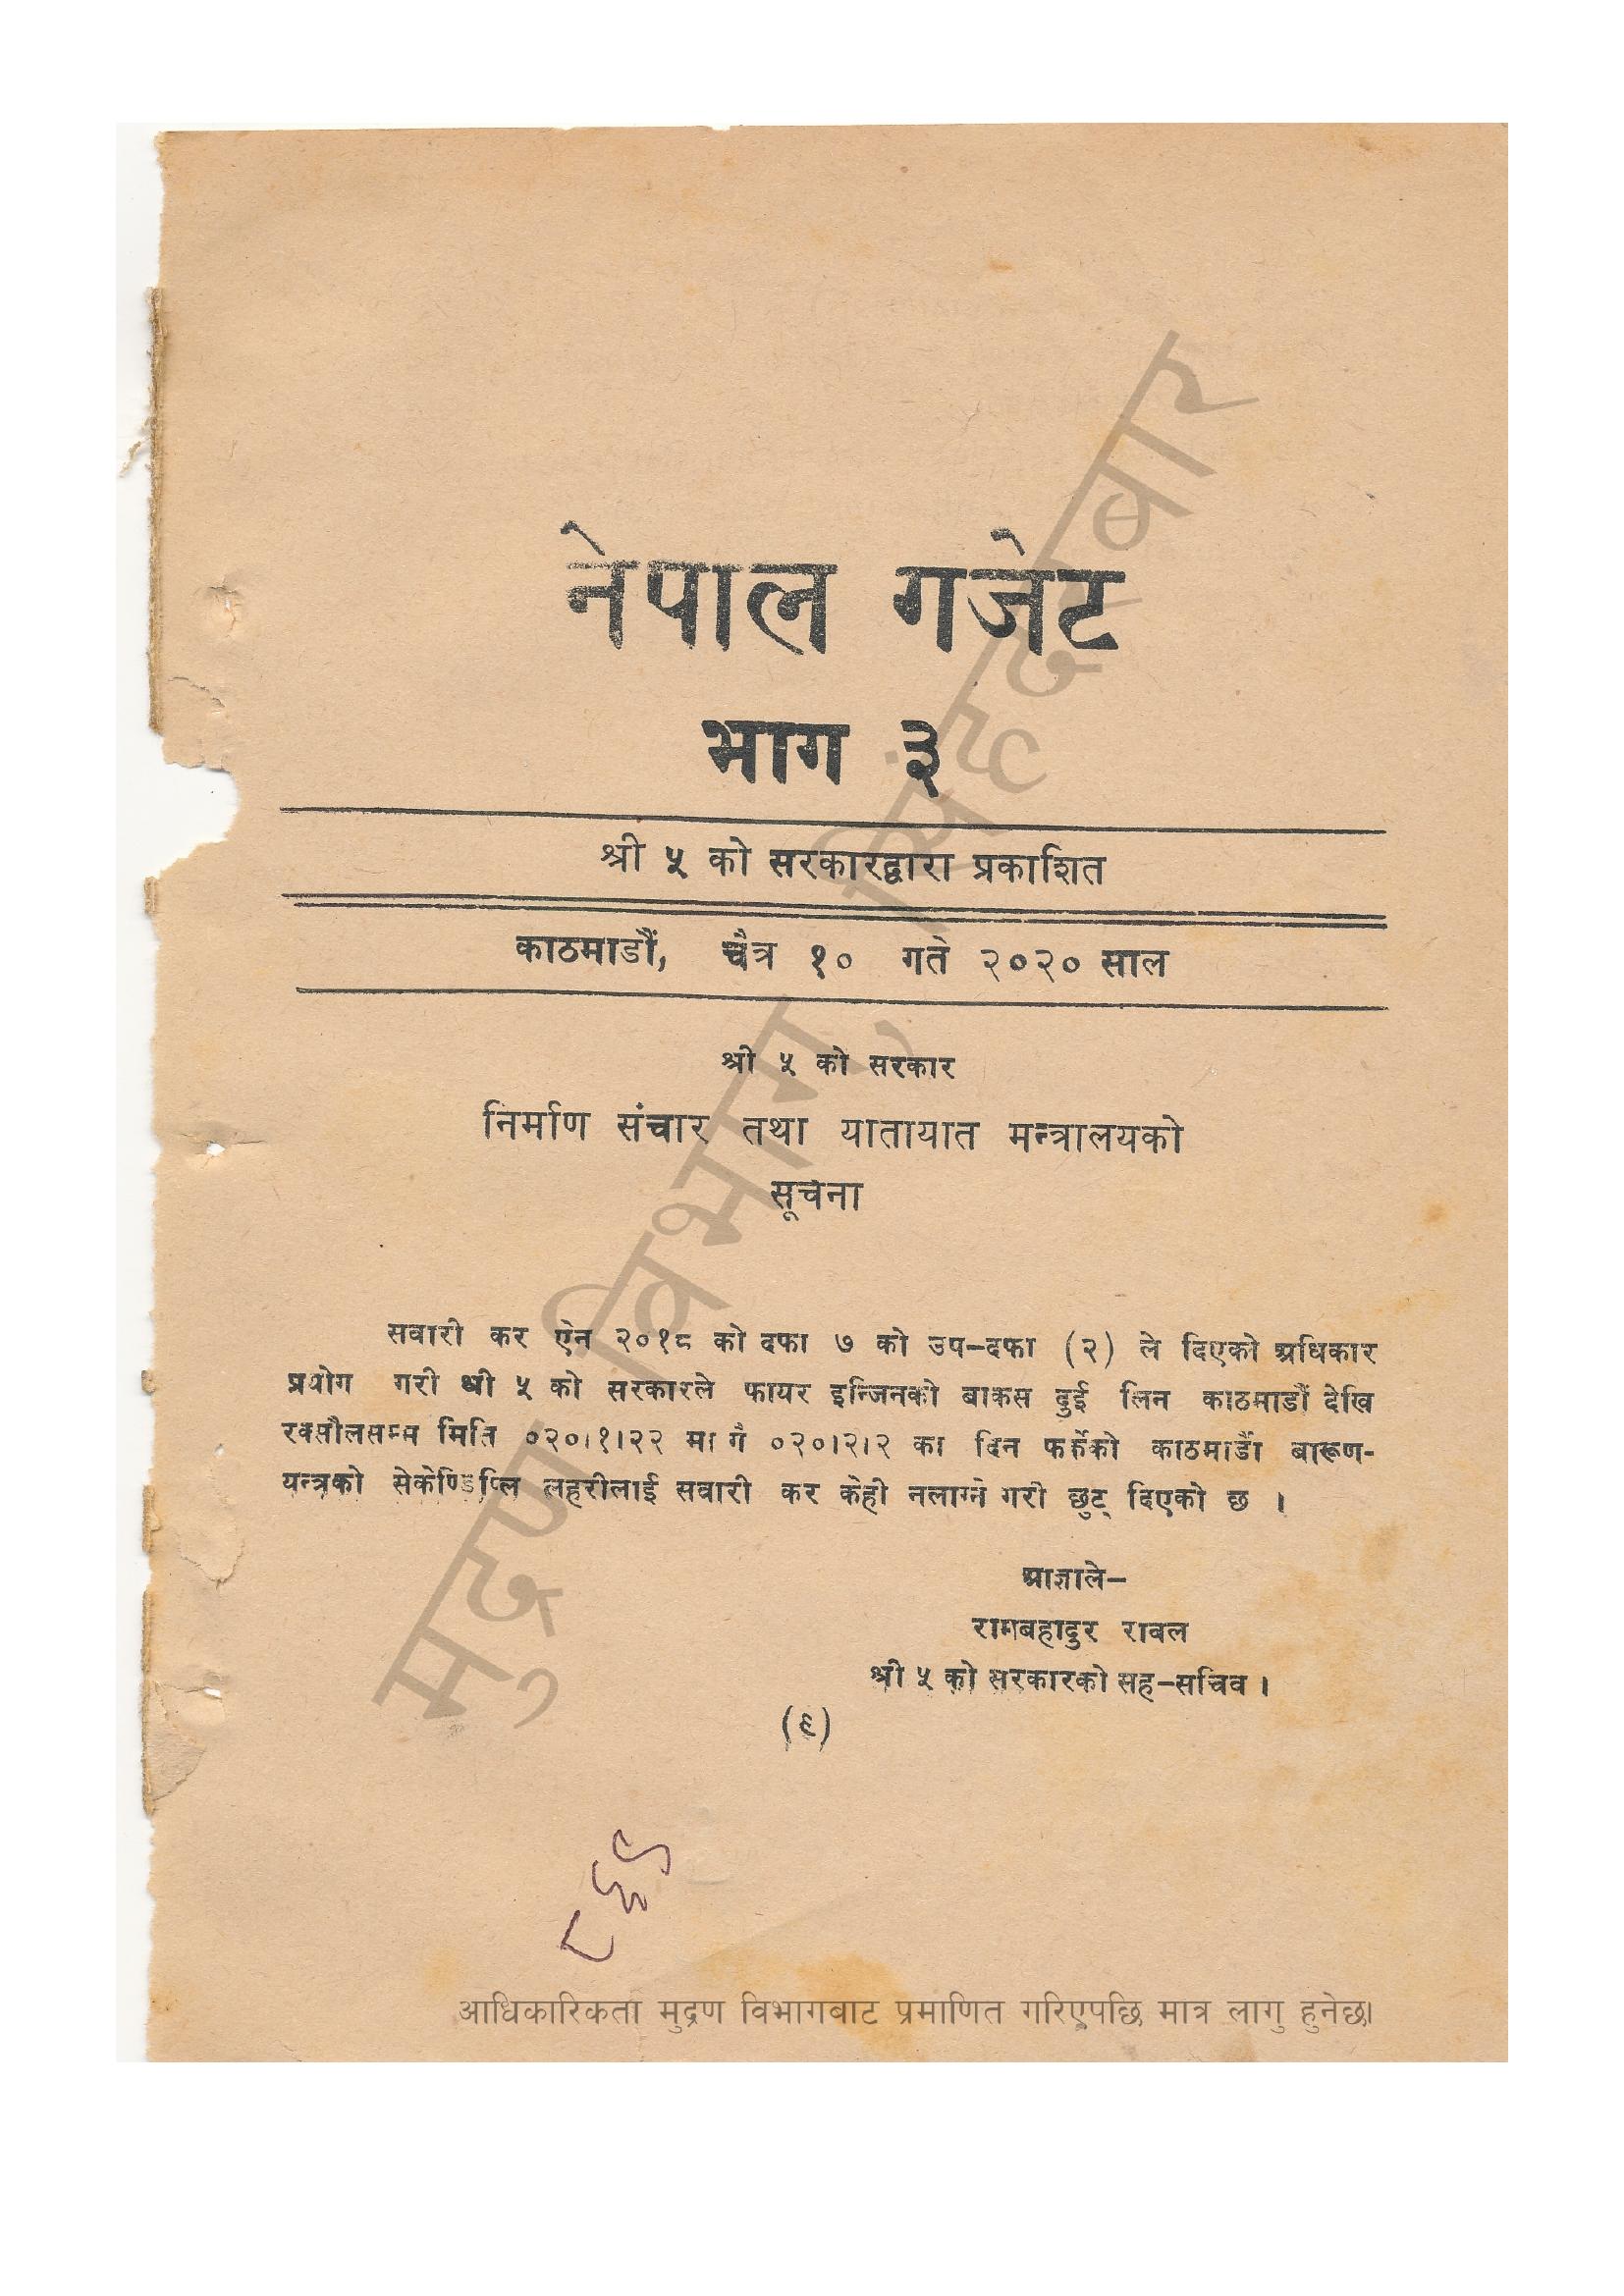 नेपाल गजेट
भाग ३
श्री ५ को सरकारद्वारा प्रकाशित
काठमाडौं, चैत्र १० गते २०२० साल
श्री ५ को सरकार
निर्माण संचार तथा यातायात मन्त्रालयको
सूचना
सवारी कर ऐन २०१८ को दफा ७ को उप-दफा (२) ले दिएको अधिकार
प्रयोग गरी श्री ५ को सरकारले फायर इन्जिनको बाकस दुई लिन काठमाडौं देखि
रक्सौलसम्म मिति ०२०।१।२२ मा गै ०२०।२।२ का दिन फर्केको काठमाडौं बारूण-
यन्त्रको लहरीलाई सवारी कर केही नलाग्ने गरी छुट् दिएको छ ।
आज्ञाले-
रामबहादुर रावल
श्री ५ को सरकारको सह-सचिव ।
(९)
मुद्रण विभाग, सिंहदरबार
आधिकारिकता मुद्रण विभागबाट प्रमाणित गरिएपछि मात्र लागु हुनेछ।